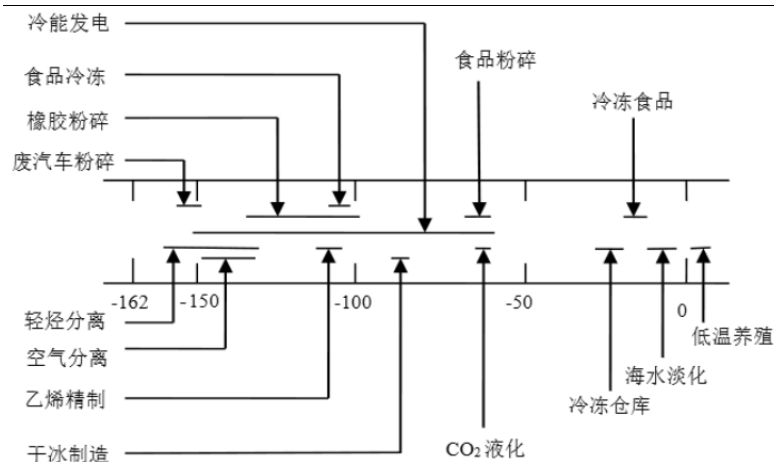 冷能发电
食品冷冻
橡胶粉碎
废汽车粉碎
食品粉碎
冷冻食品
-162
-150
-100
-50
0
轻烃分离
空气分离
乙烯精制
干冰制造
CO₂液化
冷冻仓库
海水淡化
低温养殖